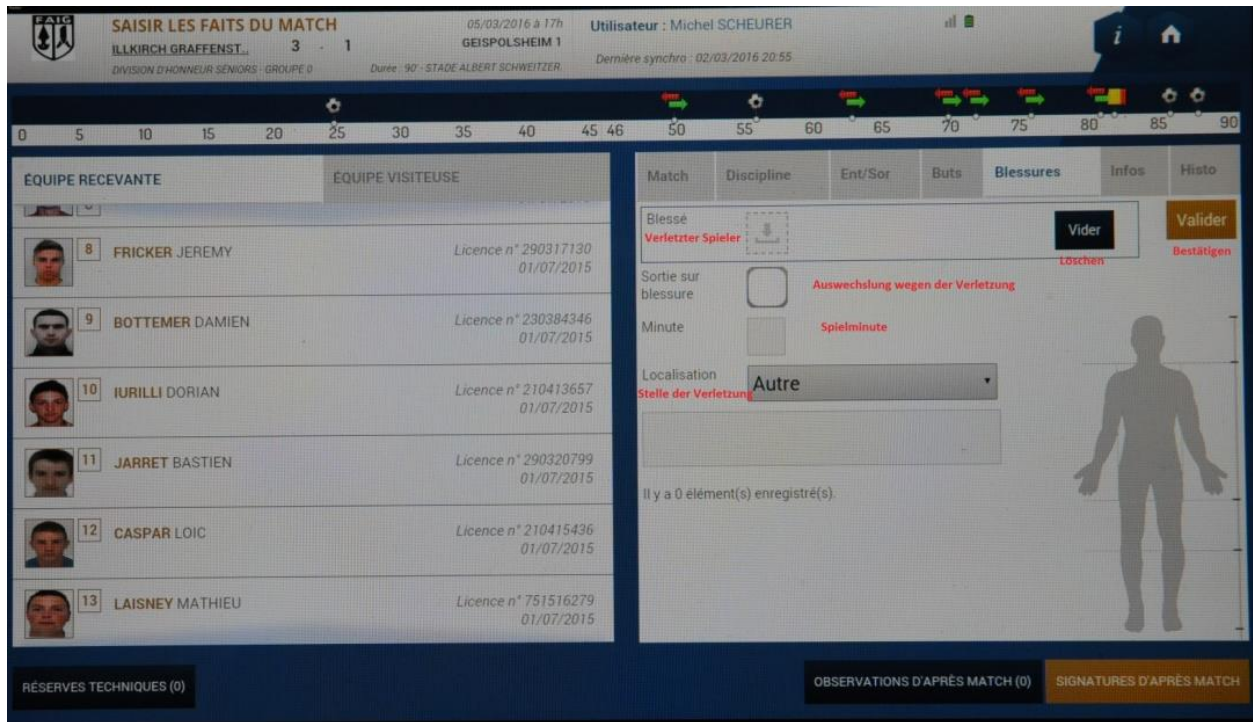 FAIG
SAISIR LES FAITS DU MATCH
ILLKIRCH GRAFFENST.. 3 - 1 GEISPOLSHEIM 1
05/03/2016 à 17h
DIVISION D'HONNEUR SENIORS - GROUPE 0
Durée : 90' - STADE ALBERT SCHWEITZER
Utilisateur : Michel SCHEURER
Dernière synchro : 02/03/2016 20:55
i
0 5 10 15 20 25 30 35 40 45 46 50 55 60 65 70 75 80 85 90
ÉQUIPE RECEVANTE
ÉQUIPE VISITEUSE
8 FRICKER JEREMY
Licence n° 290317130
01/07/2015
9 BOTTEMER DAMIEN
Licence n° 230384346
01/07/2015
10 IURILLI DORIAN
Licence n° 210413657
01/07/2015
11 JARRET BASTIEN
Licence n° 290320799
01/07/2015
12 CASPAR LOIC
Licence n° 210415436
01/07/2015
13 LAISNEY MATHIEU
Licence n° 751516279
01/07/2015
Match Discipline Ent/Sor Buts Blessures Infos Histo
Blessé
Verletzter Spieler
Vider
Löschen
Valider
Bestätigen
Sortie sur
blessure
Auswechslung wegen der Verletzung
Minute
Spielminute
Localisation
Stelle der Verletzung
Autre
Il y a 0 élément(s) enregistré(s).
RÉSERVES TECHNIQUES (0)
OBSERVATIONS D'APRÈS MATCH (0)
SIGNATURES D'APRÈS MATCH